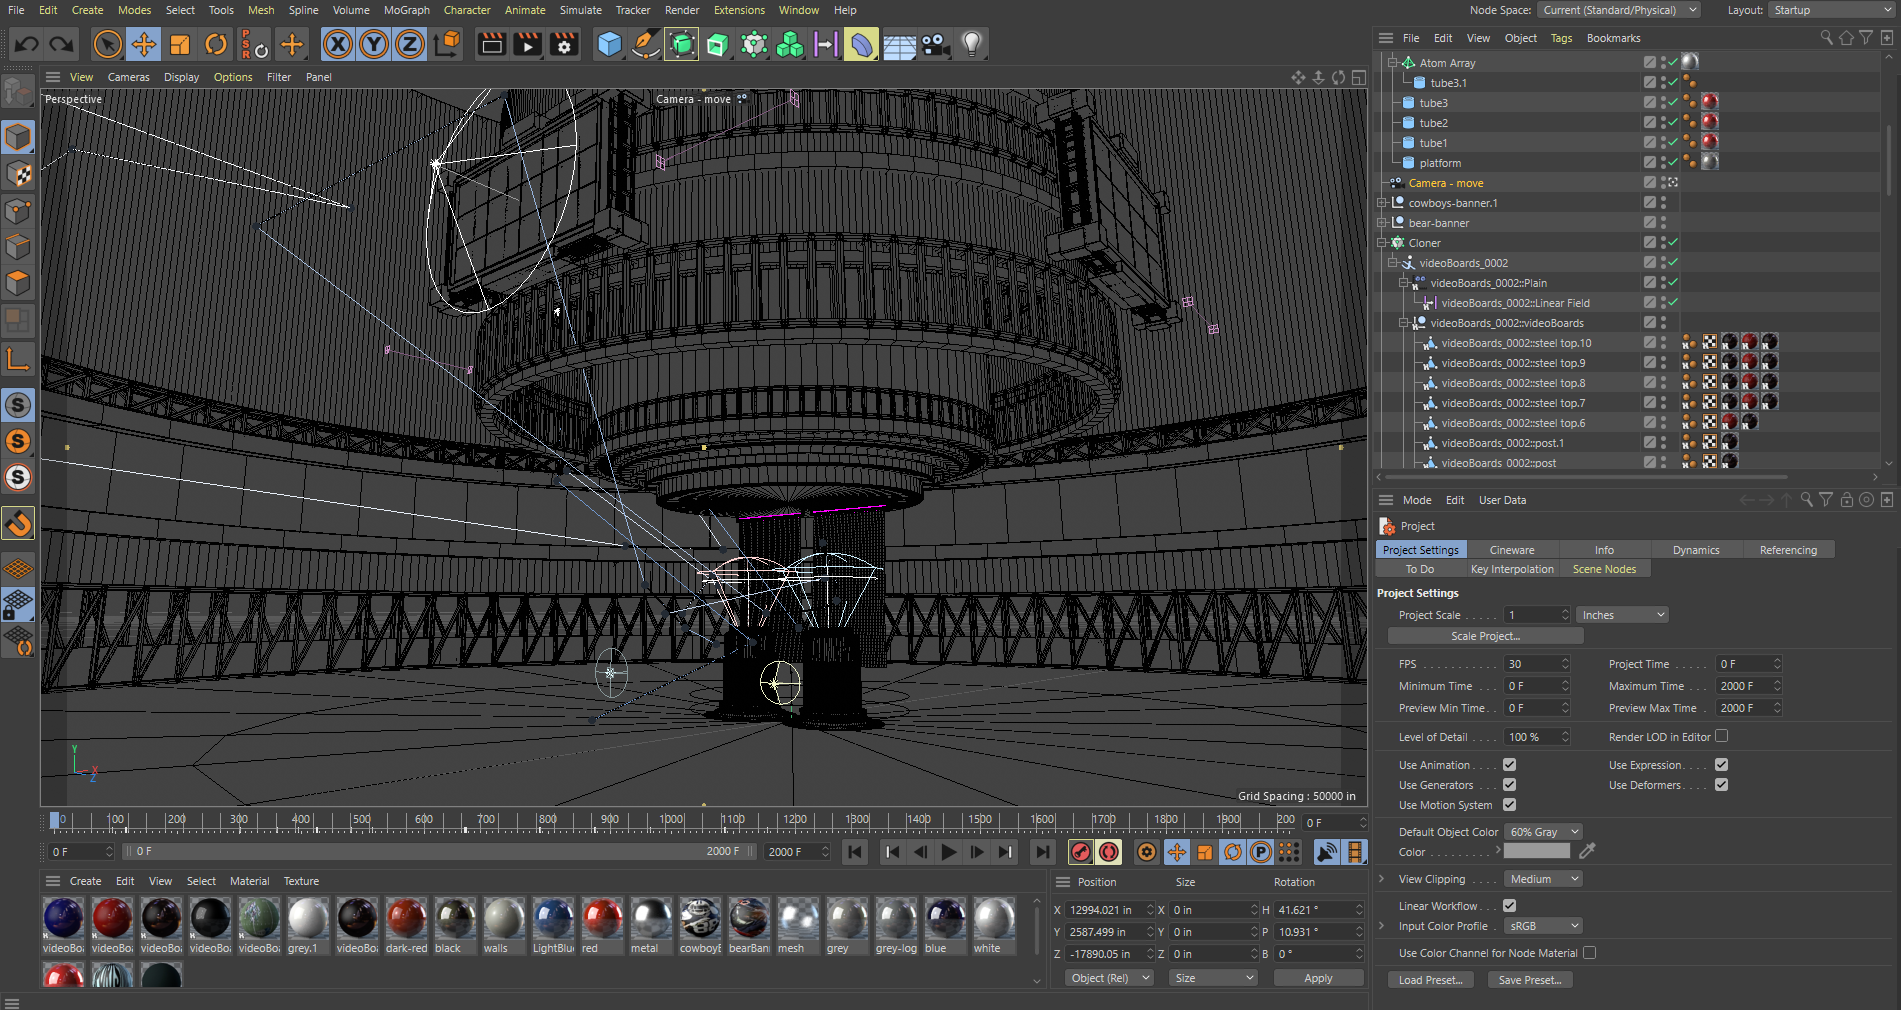 File Edit Create Modes Select Tools Mesh Spline Volume MoGraph Character Animate Simulate Tracker Render Extensions Window Help
Node Space: Current (Standard/Physical) Layout: Startup
PSR X Y Z
File Edit View Object Tags Bookmarks
View Cameras Display Options Filter Panel
Perspective
Camera - move
Atom Array
tube3.1
tube3
tube2
tube1
platform
Camera - move
cowboys-banner.1
bear-banner
Cloner
videoBoards_0002
videoBoards_0002::Plain
videoBoards_0002::Linear Field
videoBoards_0002::videoBoards
videoBoards_0002::steel top.10
videoBoards_0002::steel top.9
videoBoards_0002::steel top.8
videoBoards_0002::steel top.7
videoBoards_0002::steel top.6
videoBoards_0002::post.1
videoBoards_0002::post
Mode Edit User Data
Project
Project Settings Cineware Info Dynamics Referencing
To Do Key Interpolation Scene Nodes
Project Settings
Project Scale . . . . . 1 Inches
Scale Project...
FPS . . . . . . . . . . . 30 Project Time . . . . . 0 F
Minimum Time . . . 0 F Maximum Time . . 2000 F
Preview Min Time . . 0 F Preview Max Time . 2000 F
Level of Detail . . . . 100 % Render LOD in Editor
Use Animation . . . . Use Expression. . . .
Use Generators . . . Use Deformers. . . .
Use Motion System
Default Object Color 60% Gray
Color . . . . . . . . . .
View Clipping . . . . Medium
Linear Workflow . . .
Input Color Profile . sRGB
Use Color Channel for Node Material
Load Preset... Save Preset...
Y
X
Z
Grid Spacing : 50000 in
0 100 200 300 400 500 600 700 800 900 1000 1100 1200 1300 1400 1500 1600 1700 1800 1900 200 0 F
0 F 0 F 2000 F 2000 F
Create Edit View Select Material Texture
videoBoa videoBoa videoBoa videoBoa videoBoa grey.1 videoBoa dark-red black walls LightBlue red metal cowboyB bearBann mesh grey grey-log blue white
Position Size Rotation
X 12994.021 in X 0 in H 41.621 °
Y 2587.499 in Y 0 in P 10.931 °
Z -17890.05 in Z 0 in B 0 °
Object (Rel) Size Apply